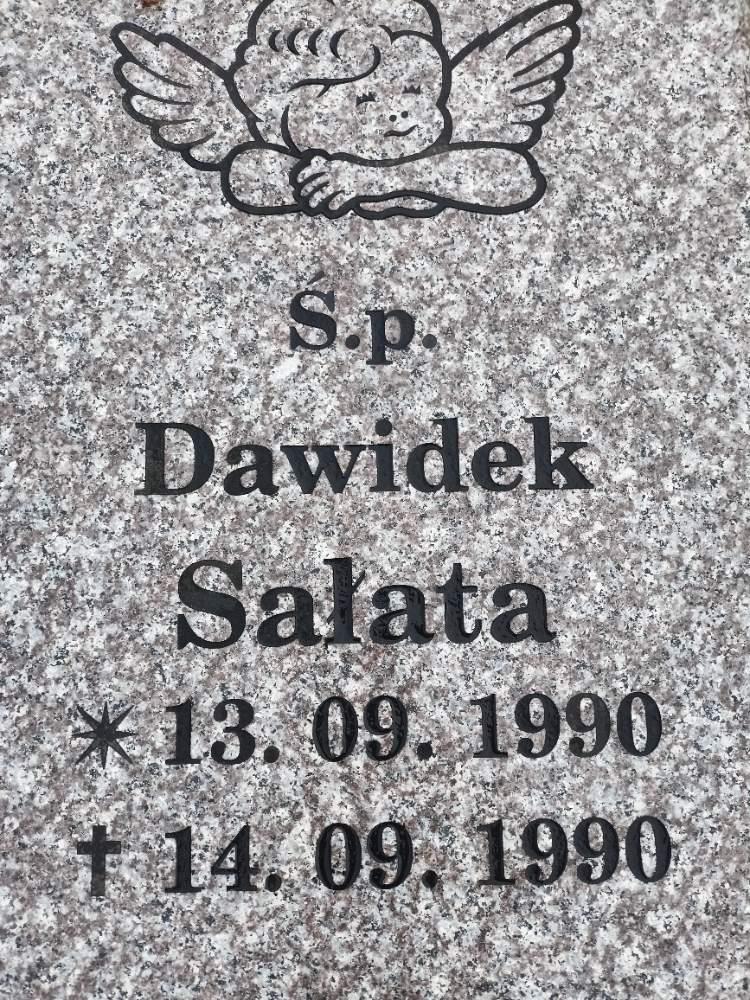 Ś.p.
Dawidek
Sałata
* 13. 09. 1990
† 14. 09. 1990